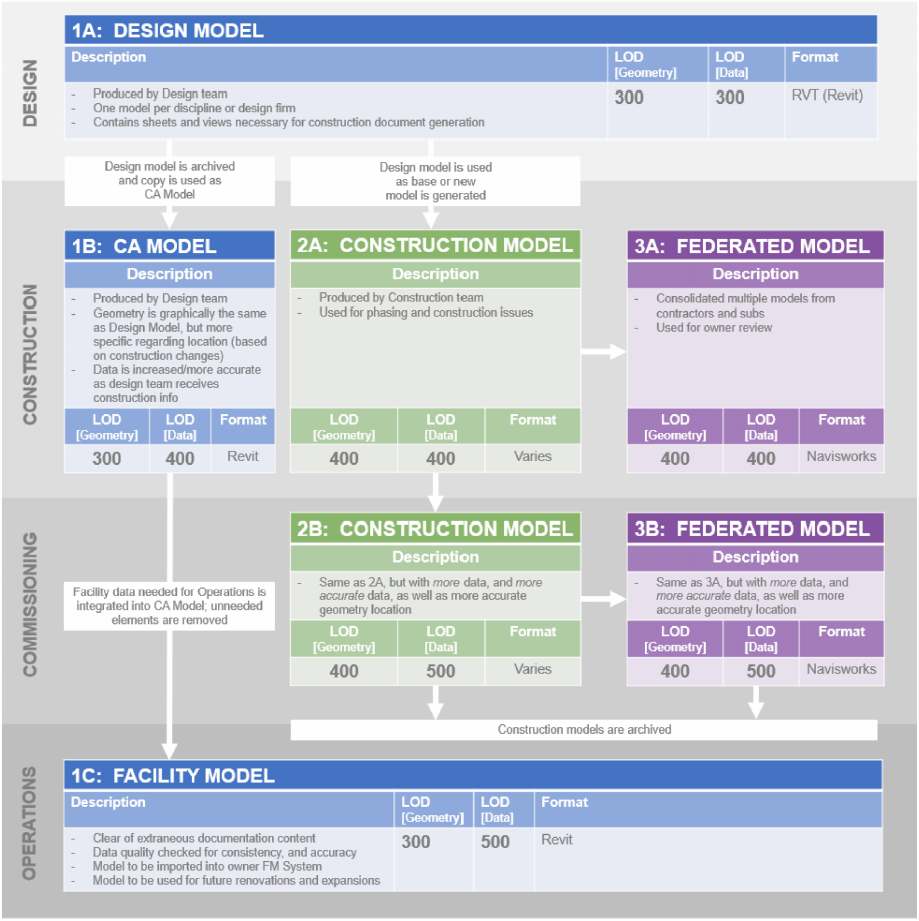 DESIGN
1A: DESIGN MODEL
Description
LOD
[Geometry]
LOD
[Data]
Format
- Produced by Design team
- One model per discipline or design firm
- Contains sheets and views necessary for construction document generation
300
300
RVT (Revit)
Design model is archived
and copy is used as
CA Model
Design model is used
as base or new
model is generated
CONSTRUCTION
1B: CA MODEL
Description
- Produced by Design team
- Geometry is graphically the same
as Design Model, but more
specific regarding location (based
on construction changes)
- Data is increased/more accurate
as design team receives
construction info
LOD
[Geometry]
LOD
[Data]
Format
300
400
Revit
2A: CONSTRUCTION MODEL
Description
- Produced by Construction team
- Used for phasing and construction issues
LOD
[Geometry]
LOD
[Data]
Format
400
400
Varies
3A: FEDERATED MODEL
Description
- Consolidated multiple models from
contractors and subs
- Used for owner review
LOD
[Geometry]
LOD
[Data]
Format
400
400
Navisworks
COMMISSIONING
Facility data needed for Operations is
integrated into CA Model; unneeded
elements are removed
2B: CONSTRUCTION MODEL
Description
- Same as 2A, but with more data, and more
accurate data, as well as more accurate
geometry location
LOD
[Geometry]
LOD
[Data]
Format
400
500
Varies
3B: FEDERATED MODEL
Description
- Same as 3A, but with more data, and
more accurate data, as well as more
accurate geometry location
LOD
[Geometry]
LOD
[Data]
Format
400
500
Navisworks
Construction models are archived
OPERATIONS
1C: FACILITY MODEL
Description
LOD
[Geometry]
LOD
[Data]
Format
- Clear of extraneous documentation content
- Data quality checked for consistency, and accuracy
- Model to be imported into owner FM System
- Model to be used for future renovations and expansions
300
500
Revit